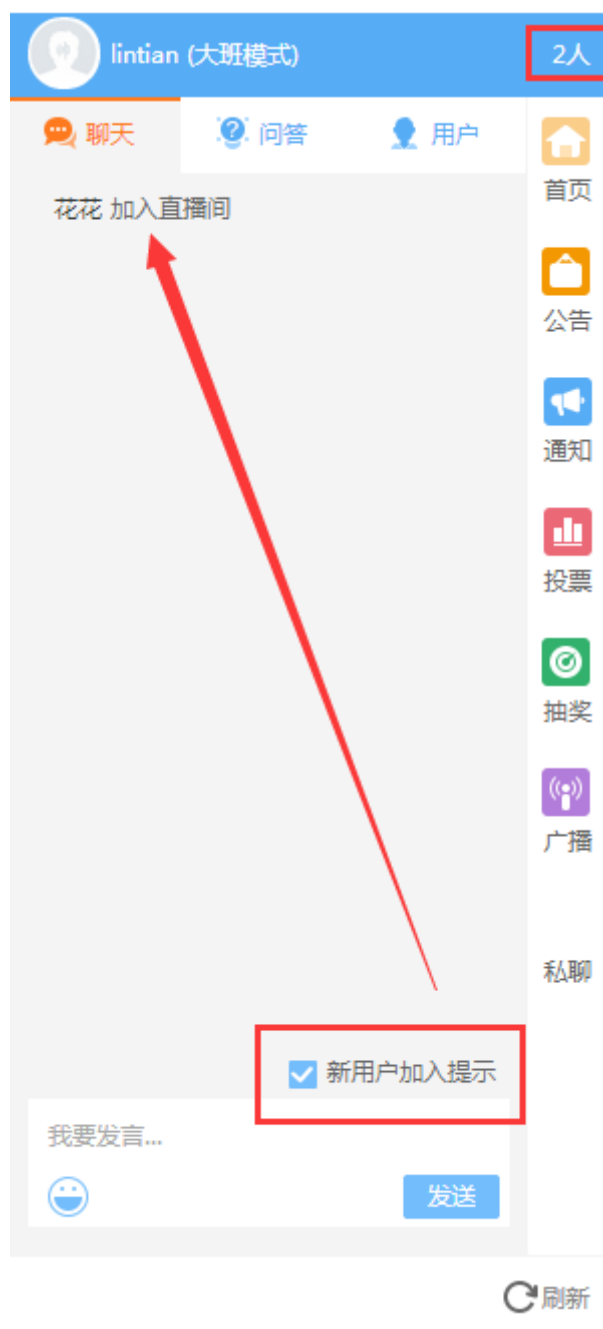 lintian (大班模式)
2人
聊天
问答
用户
花花 加入直播间
首页
公告
通知
投票
抽奖
广播
私聊
新用户加入提示
我要发言...
发送
刷新